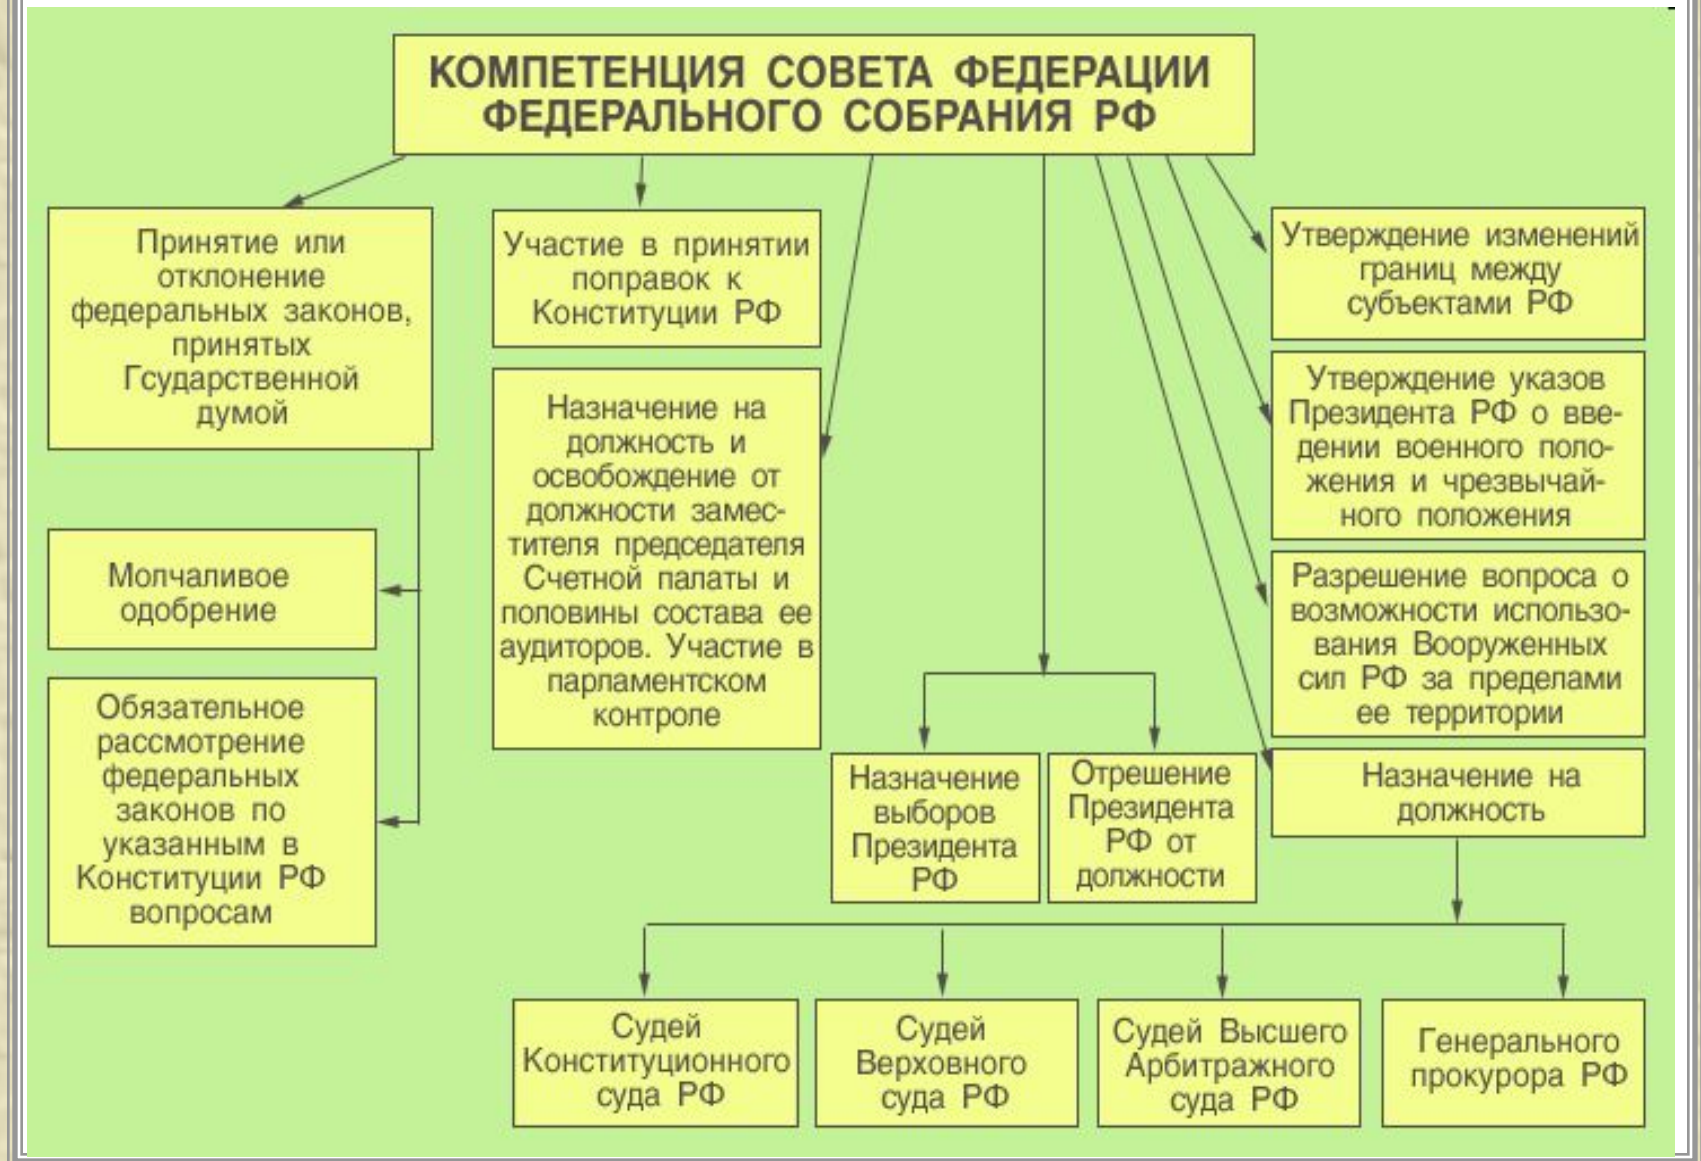 КОМПЕТЕНЦИЯ СОВЕТА ФЕДЕРАЦИИ
ФЕДЕРАЛЬНОГО СОБРАНИЯ РФ
Принятие или
отклонение
федеральных законов,
принятых
Гсударственной
думой
Молчаливое
одобрение
Обязательное
рассмотрение
федеральных
законов по
указанным в
Конституции РФ
вопросам
Участие в принятии
поправок к
Конституции РФ
Назначение на
должность и
освобождение от
должности замес-
тителя председателя
Счетной палаты и
половины состава ее
аудиторов. Участие в
парламентском
контроле
Назначение
выборов
Президента
РФ
Отрешение
Президента
РФ от
должности
Утверждение изменений
границ между
субъектами РФ
Утверждение указов
Президента РФ о вве-
дении военного поло-
жения и чрезвычай-
ного положения
Разрешение вопроса о
возможности использо-
вания Вооруженных
сил РФ за пределами
ее территории
Назначение на
должность
Судей
Конституционного
суда РФ
Судей
Верховного
суда РФ
Судей Высшего
Арбитражного
суда РФ
Генерального
прокурора РФ